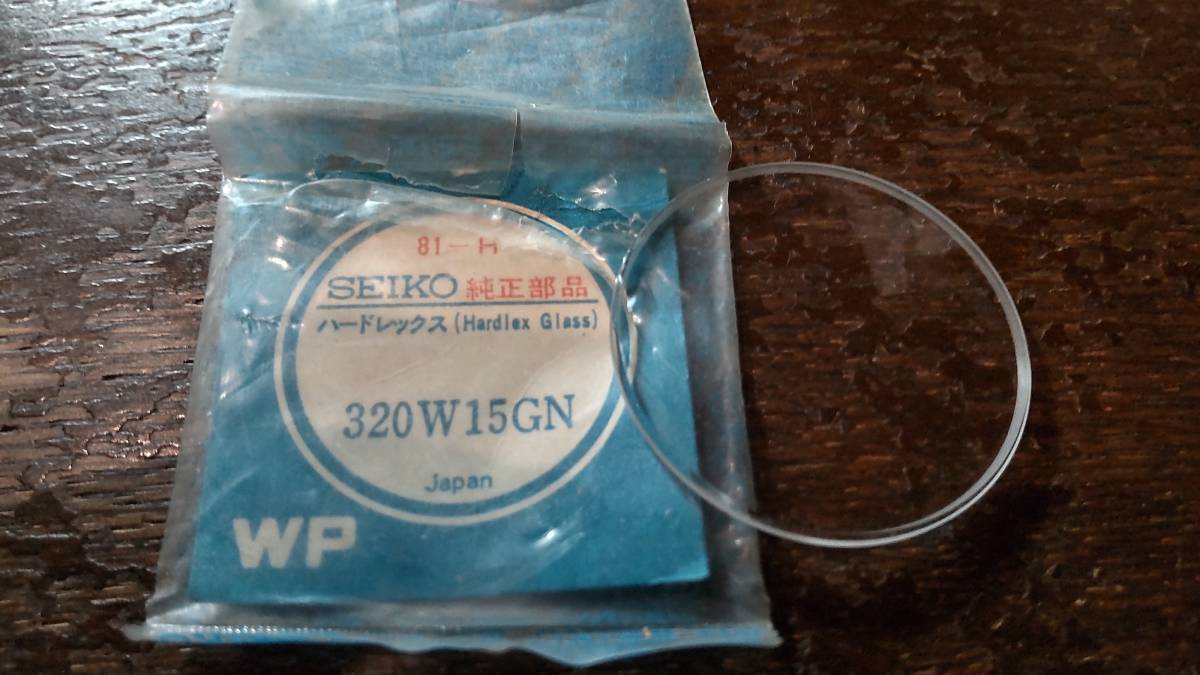 81-H
SEIKO 純正部品
ハードレックス (Hardlex Glass)
320W15GN
Japan
WP